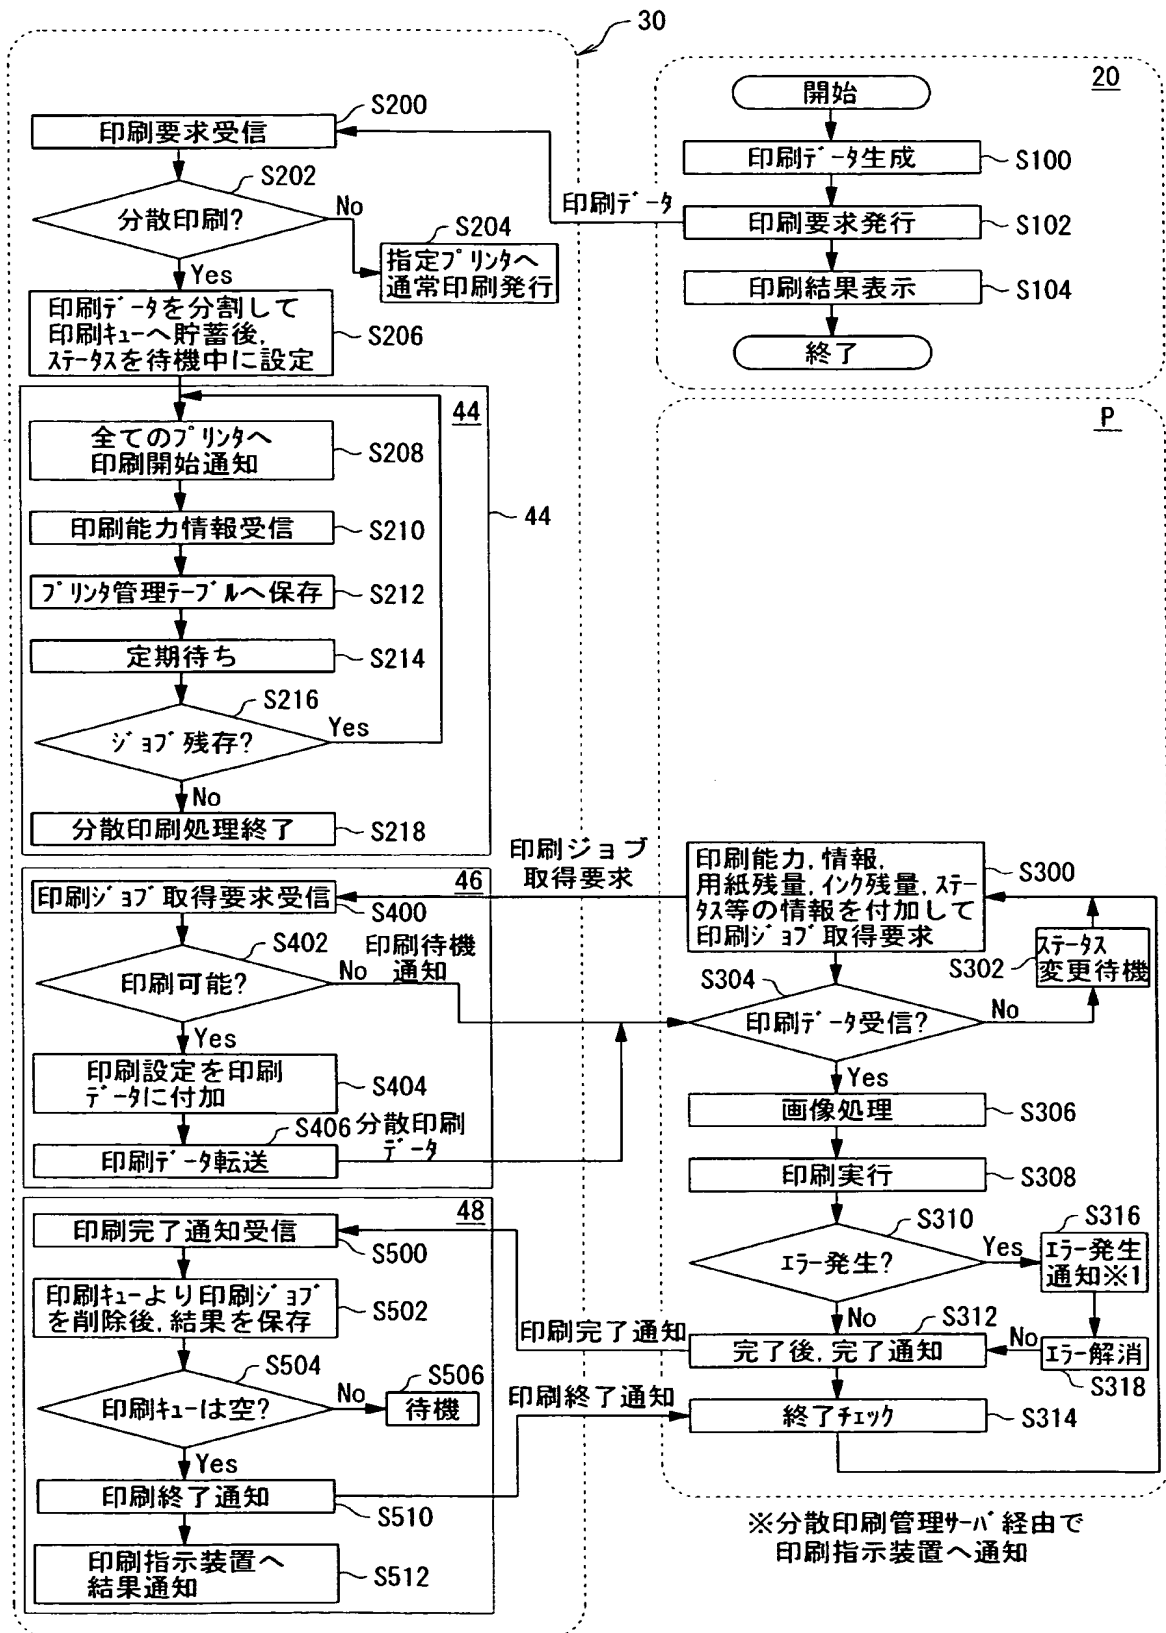 30
20
開始
印刷データ生成
S100
印刷要求発行
S102
印刷結果表示
S104
終了
印刷データ
S200
印刷要求受信
S202
分散印刷?
No
S204
指定プリンタへ
通常印刷発行
Yes
印刷データを分割して
印刷キューへ貯蓄後,
ステータスを待機中に設定
S206
44
全てのプリンタへ
印刷開始通知
S208
44
印刷能力情報受信
S210
プリンタ管理テーブルへ保存
S212
定期待ち
S214
S216
ジョブ残存?
Yes
No
分散印刷処理終了
S218
46
印刷ジョブ取得要求受信
S400
S402
印刷可能?
No
印刷待機
通知
Yes
印刷設定を印刷
データに付加
S404
S406
分散印刷
データ
印刷データ転送
48
印刷完了通知受信
S500
印刷キューより印刷ジョブ
を削除後,結果を保存
S502
S504
印刷キューは空?
No
S506
待機
Yes
印刷終了通知
S510
印刷指示装置へ
結果通知
S512
P
印刷ジョブ
取得要求
印刷能力,情報,
用紙残量,インク残量,ステー
タス等の情報を付加して
印刷ジョブ取得要求
S300
S302
ステータス
変更待機
S304
印刷データ受信?
No
Yes
画像処理
S306
印刷実行
S308
S310
エラー発生?
Yes
S316
エラー発生
通知※1
No
S312
印刷完了通知
完了後,完了通知
No
エラー解消
S318
印刷終了通知
終了チェック
S314
※分散印刷管理サーバ経由で
印刷指示装置へ通知